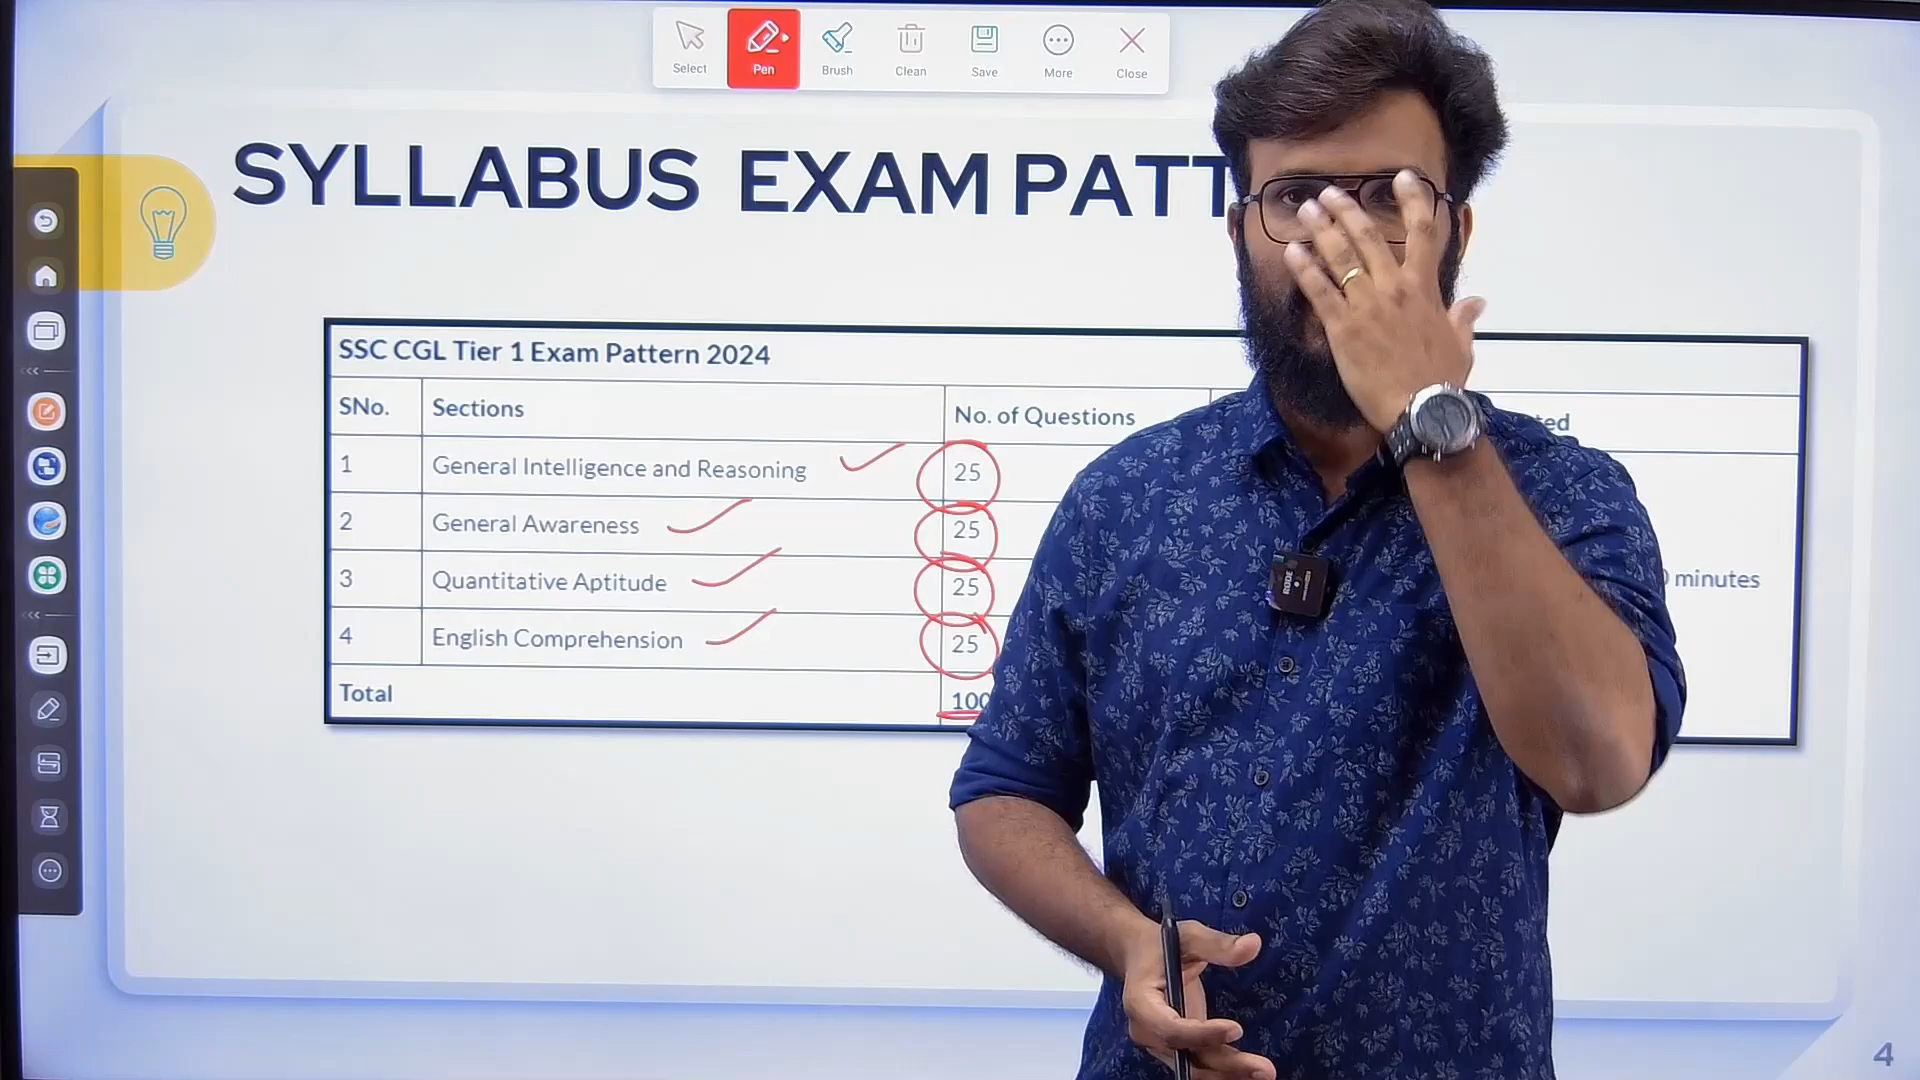 Select Pen Brush Clean Save More Close
SYLLABUS EXAM PATT
SSC CGL Tier 1 Exam Pattern 2024
SNo. Sections No. of Questions
1 General Intelligence and Reasoning 25
2 General Awareness 25
3 Quantitative Aptitude 25 minutes
4 English Comprehension 25
Total 100
RØDE
4